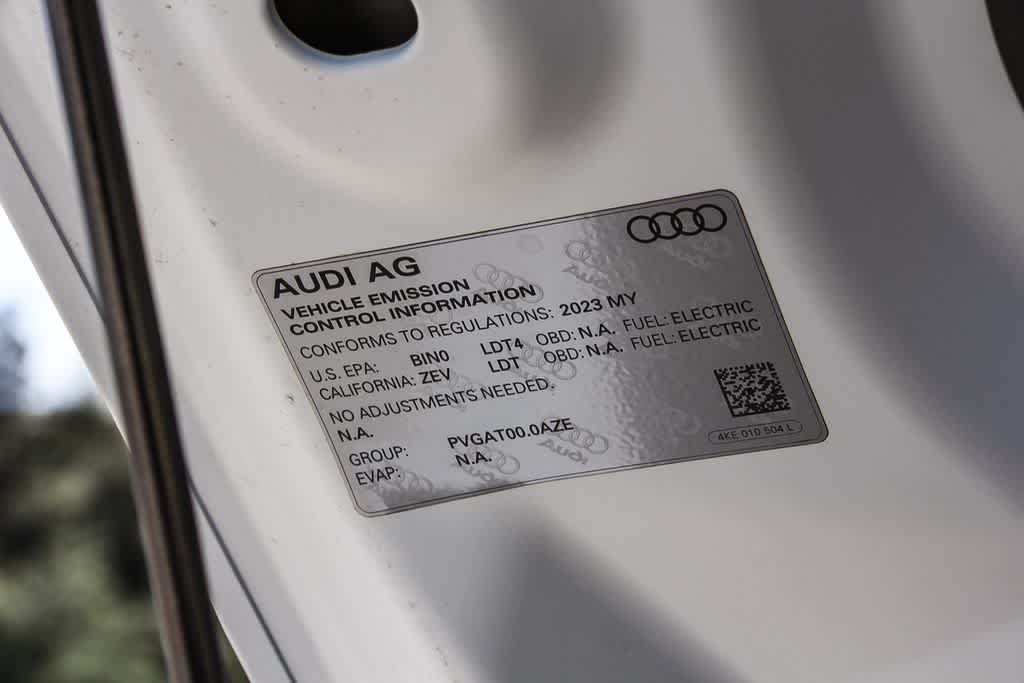 AUDI AG
VEHICLE EMISSION
CONTROL INFORMATION
CONFORMS TO REGULATIONS: 2023 MY
U.S. EPA: BIN0 LDT4 OBD: N.A. FUEL: ELECTRIC
CALIFORNIA: ZEV LDT OBD: N.A. FUEL: ELECTRIC
NO ADJUSTMENTS NEEDED.
N.A.
GROUP: PVGAT00.0AZE
EVAP: N.A.
4KE 010 504 L